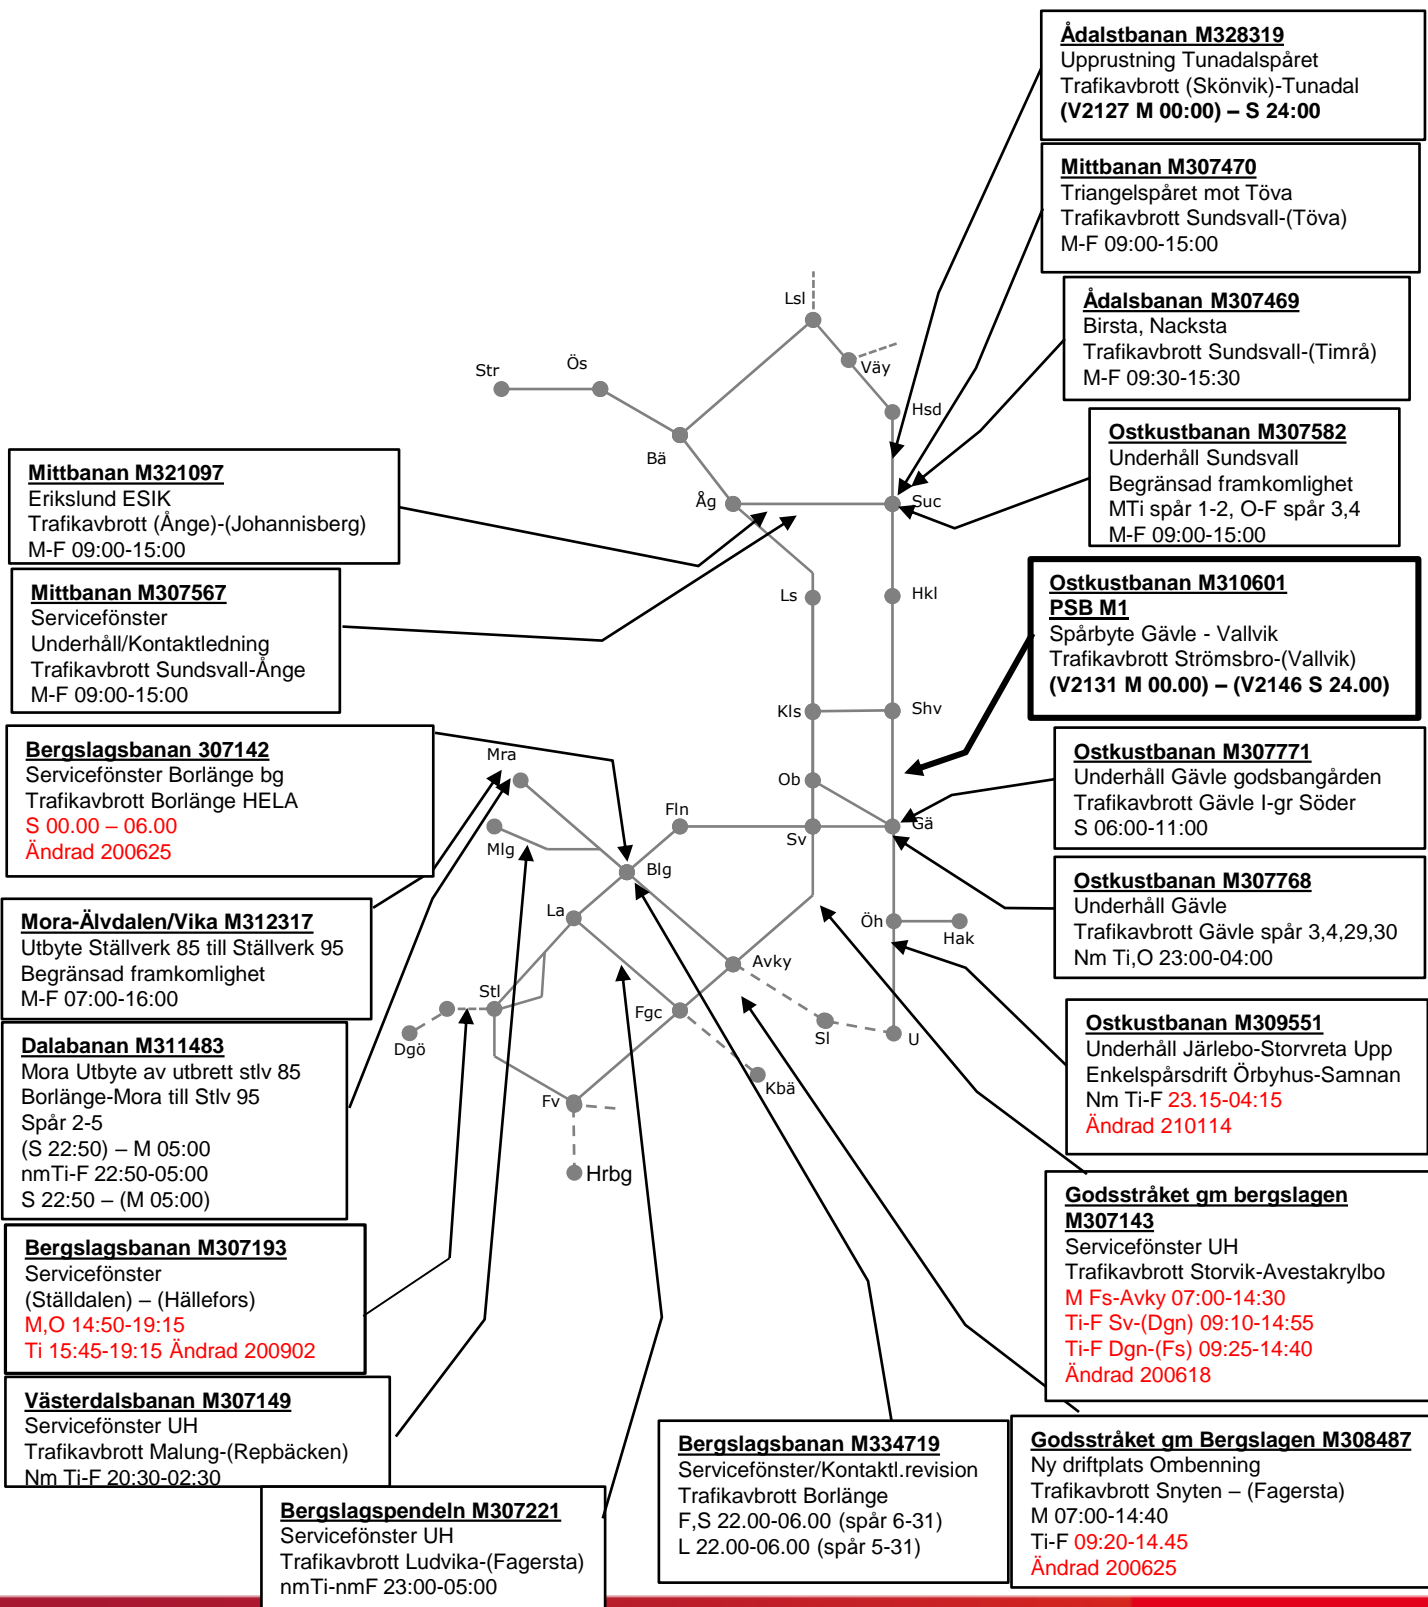 Ådalstbanan M328319
Upprustning Tunadalspåret
Trafikavbrott (Skönvik)-Tunadal
(V2127 M 00:00) – S 24:00
Mittbanan M307470
Triangelspåret mot Töva
Trafikavbrott Sundsvall-(Töva)
M-F 09:00-15:00
Ådalsbanan M307469
Birsta, Nacksta
Trafikavbrott Sundsvall-(Timrå)
M-F 09:30-15:30
Ostkustbanan M307582
Underhåll Sundsvall
Begränsad framkomlighet
MTi spår 1-2, O-F spår 3,4
M-F 09:00-15:00
Ostkustbanan M310601
PSB M1
Spårbyte Gävle - Vallvik
Trafikavbrott Strömsbro-(Vallvik)
(V2131 M 00.00) – (V2146 S 24.00)
Ostkustbanan M307771
Underhåll Gävle godsbangården
Trafikavbrott Gävle I-gr Söder
S 06:00-11:00
Ostkustbanan M307768
Underhåll Gävle
Trafikavbrott Gävle spår 3,4,29,30
Nm Ti,O 23:00-04:00
Ostkustbanan M309551
Underhåll Järlebo-Storvreta Upp
Enkelspårsdrift Örbyhus-Samnan
Nm Ti-F 23.15-04:15
Ändrad 210114
Godsstråket gm bergslagen
M307143
Servicefönster UH
Trafikavbrott Storvik-Avestakrylbo
M Fs-Avky 07:00-14:30
Ti-F Sv-(Dgn) 09:10-14:55
Ti-F Dgn-(Fs) 09:25-14:40
Ändrad 200618
Godsstråket gm Bergslagen M308487
Ny driftplats Ombenning
Trafikavbrott Snyten – (Fagersta)
M 07:00-14:40
Ti-F 09:20-14.45
Ändrad 200625
Bergslagsbanan M334719
Servicefönster/Kontaktl.revision
Trafikavbrott Borlänge
F,S 22.00-06.00 (spår 6-31)
L 22.00-06.00 (spår 5-31)
Mittbanan M321097
Erikslund ESIK
Trafikavbrott (Ånge)-(Johannisberg)
M-F 09:00-15:00
Mittbanan M307567
Servicefönster
Underhåll/Kontaktledning
Trafikavbrott Sundsvall-Ånge
M-F 09:00-15:00
Bergslagsbanan 307142
Servicefönster Borlänge bg
Trafikavbrott Borlänge HELA
S 00.00 – 06.00
Ändrad 200625
Mora-Älvdalen/Vika M312317
Utbyte Ställverk 85 till Ställverk 95
Begränsad framkomlighet
M-F 07:00-16:00
Dalabanan M311483
Mora Utbyte av utbrett stlv 85
Borlänge-Mora till Stlv 95
Spår 2-5
(S 22:50) – M 05:00
nmTi-F 22:50-05:00
S 22:50 – (M 05:00)
Bergslagsbanan M307193
Servicefönster
(Ställdalen) – (Hällefors)
M,O 14:50-19:15
Ti 15:45-19:15 Ändrad 200902
Västerdalsbanan M307149
Servicefönster UH
Trafikavbrott Malung-(Repbäcken)
Nm Ti-F 20:30-02:30
Bergslagspendeln M307221
Servicefönster UH
Trafikavbrott Ludvika-(Fagersta)
nmTi-nmF 23:00-05:00
Lsl
Väy
Str
Ös
Hsd
Bä
Åg
Suc
Ls
Hkl
Kls
Shv
Mra
Ob
Fln
Sv
Gä
Mlg
Blg
La
Öh
Hak
Avky
Stl
Fgc
Dgö
Sl
U
Kbä
Fv
Hrbg